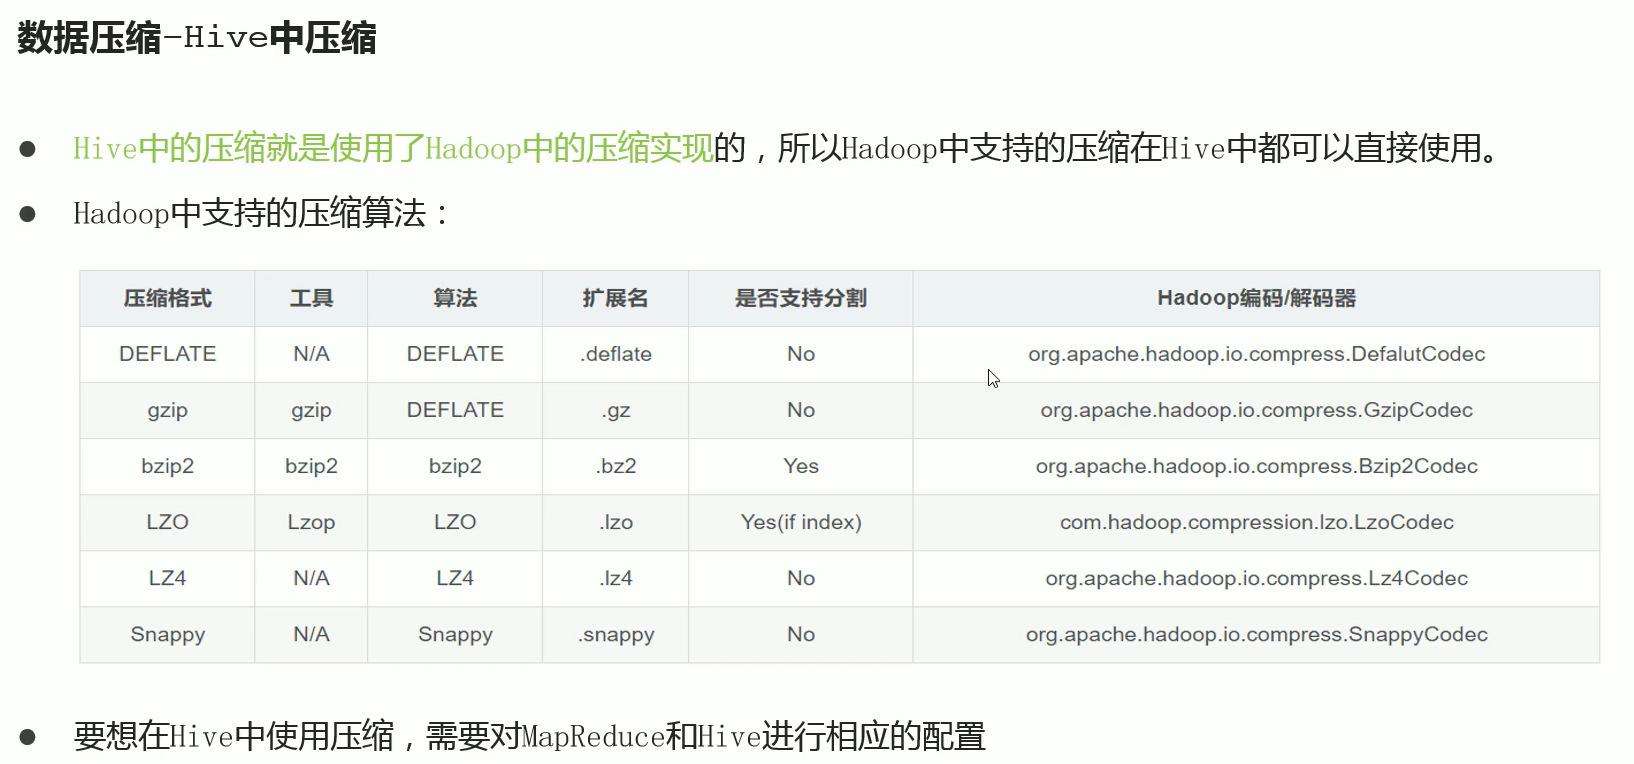 数据压缩-Hive中压缩
● Hive中的压缩就是使用了Hadoop中的压缩实现的，所以Hadoop中支持的压缩在Hive中都可以直接使用。
● Hadoop中支持的压缩算法：
压缩格式 工具 算法 扩展名 是否支持分割 Hadoop编码/解码器
DEFLATE N/A DEFLATE .deflate No org.apache.hadoop.io.compress.DefalutCodec
gzip gzip DEFLATE .gz No org.apache.hadoop.io.compress.GzipCodec
bzip2 bzip2 bzip2 .bz2 Yes org.apache.hadoop.io.compress.Bzip2Codec
LZO Lzop LZO .lzo Yes(if index) com.hadoop.compression.lzo.LzoCodec
LZ4 N/A LZ4 .lz4 No org.apache.hadoop.io.compress.Lz4Codec
Snappy N/A Snappy .snappy No org.apache.hadoop.io.compress.SnappyCodec
● 要想在Hive中使用压缩，需要对MapReduce和Hive进行相应的配置